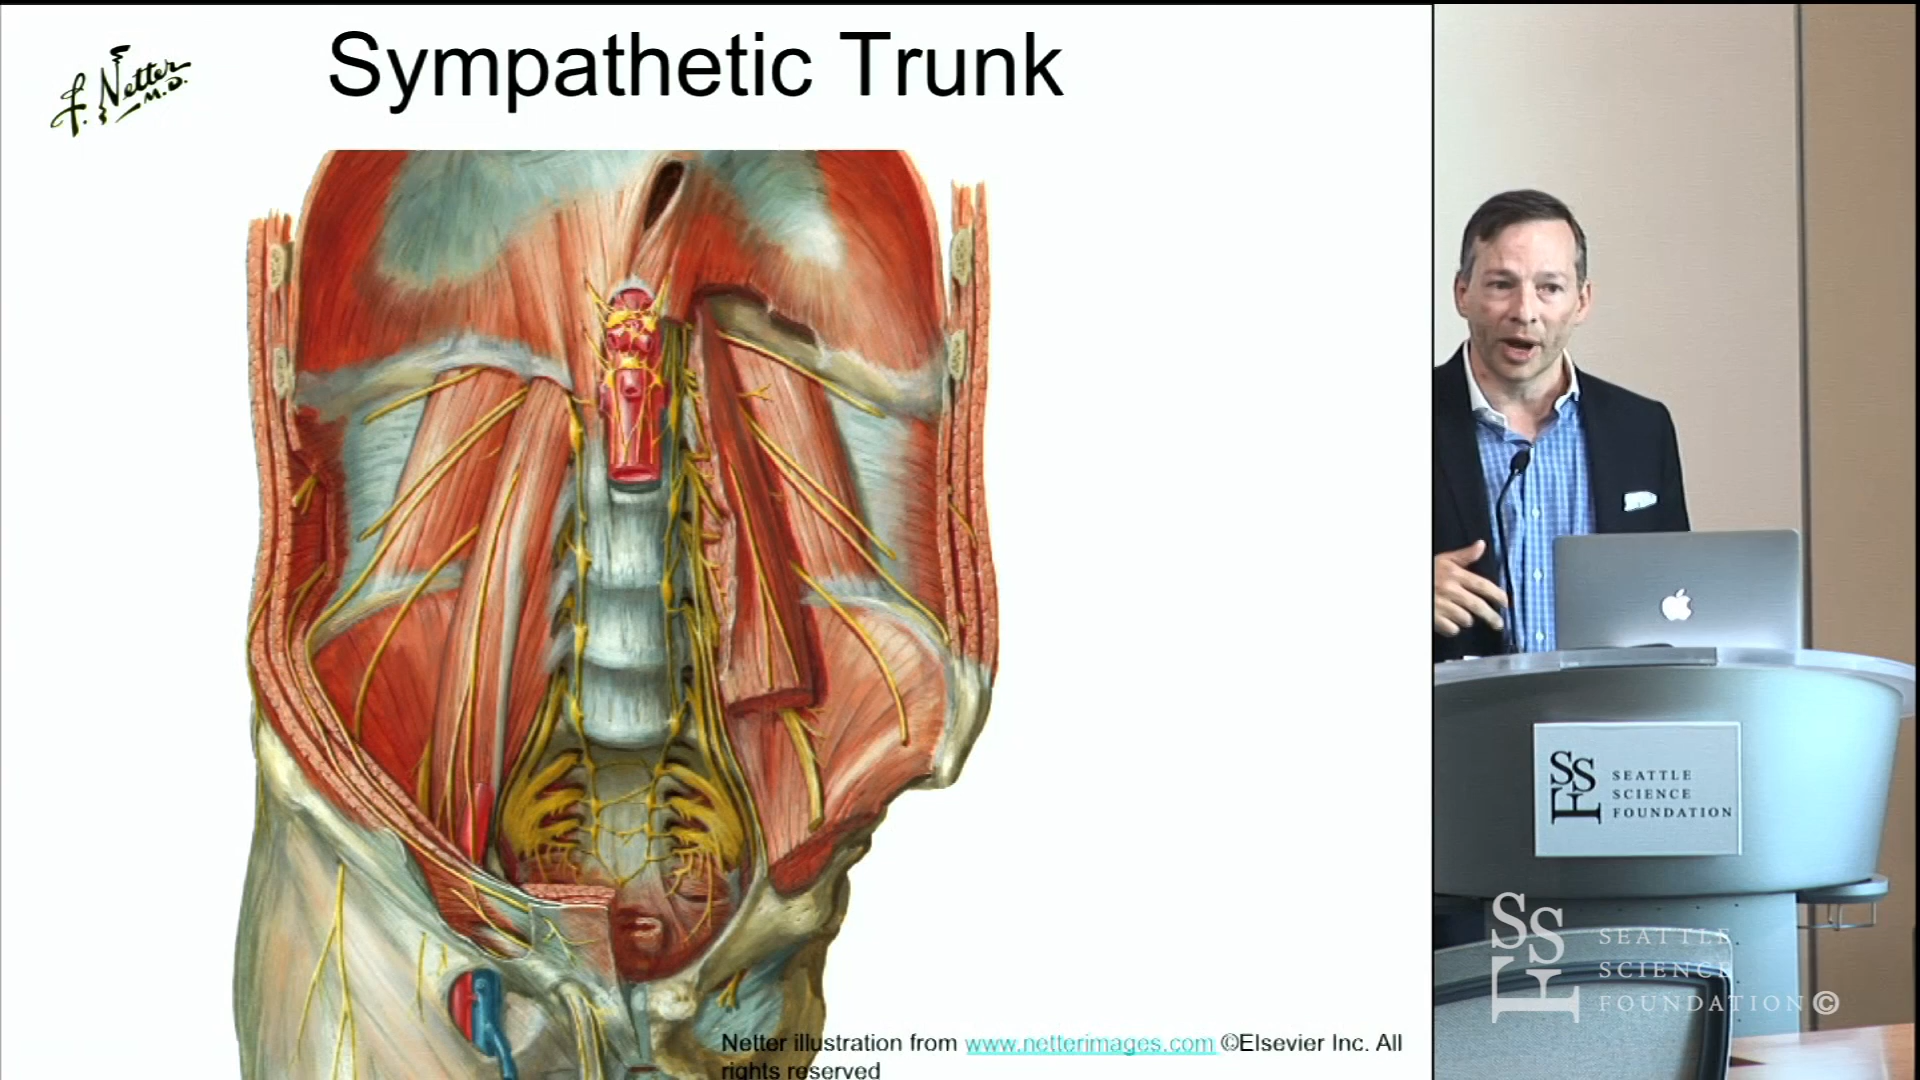 Sympathetic Trunk
F. Netter
M.D.
Netter illustration from www.netterimages.com ©Elsevier Inc. All
rights reserved
SSF
SEATTLE
SCIENCE
FOUNDATION
SSF
SEATTLE
SCIENCE
FOUNDATION©